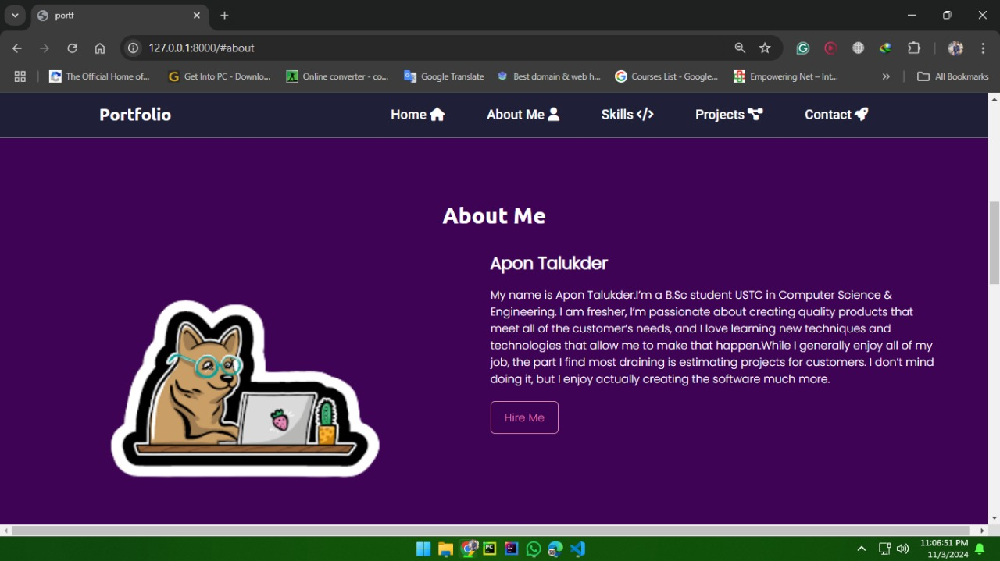 portf
127.0.0.1:8000/#about
The Official Home of...
Get Into PC - Downlo...
Online converter - co...
Google Translate
Best domain & web h...
Courses List - Google...
Empowering Net – Int...
All Bookmarks
Portfolio
Home
About Me
Skills
Projects
Contact
About Me
Apon Talukder
My name is Apon Talukder.I’m a B.Sc student USTC in Computer Science &
Engineering. I am fresher, I’m passionate about creating quality products that
meet all of the customer’s needs, and I love learning new techniques and
technologies that allow me to make that happen.While I generally enjoy all of my
job, the part I find most draining is estimating projects for customers. I don’t mind
doing it, but I enjoy actually creating the software much more.
Hire Me
11:06:51 PM
11/3/2024